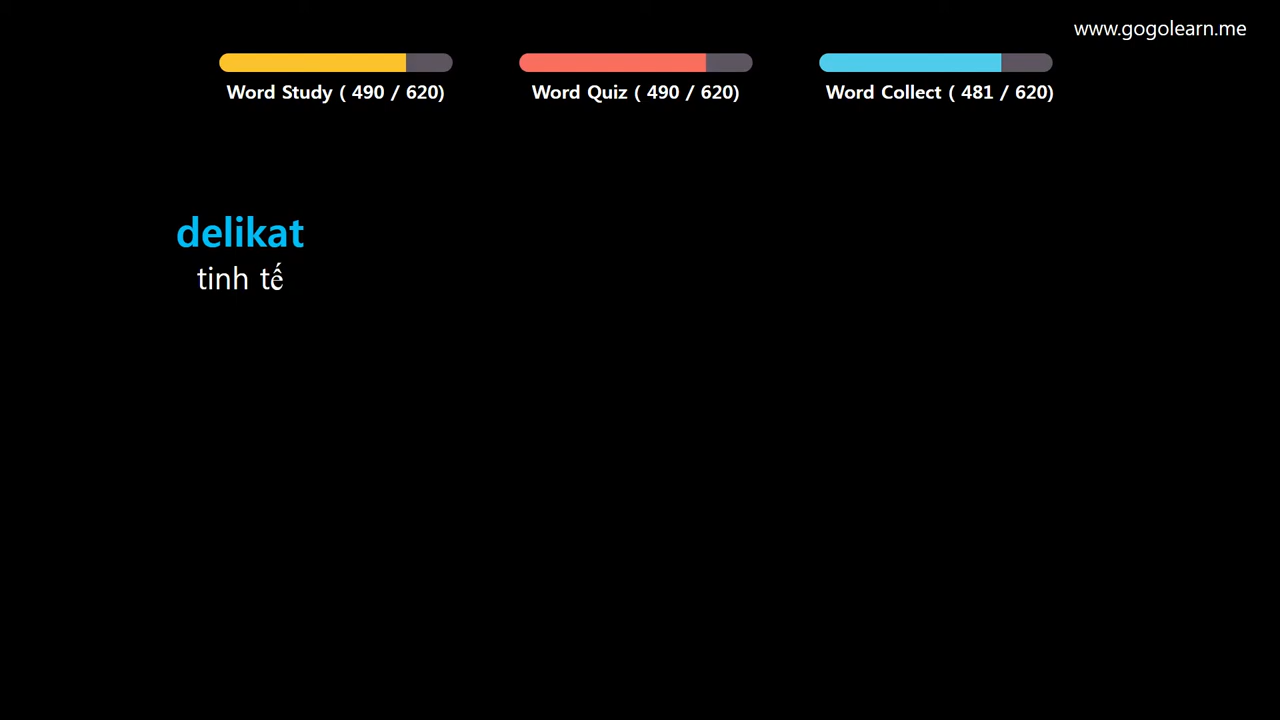 www.gogolearn.me
Word Study ( 490 / 620)
Word Quiz ( 490 / 620)
Word Collect ( 481 / 620)
delikat
tinh tế